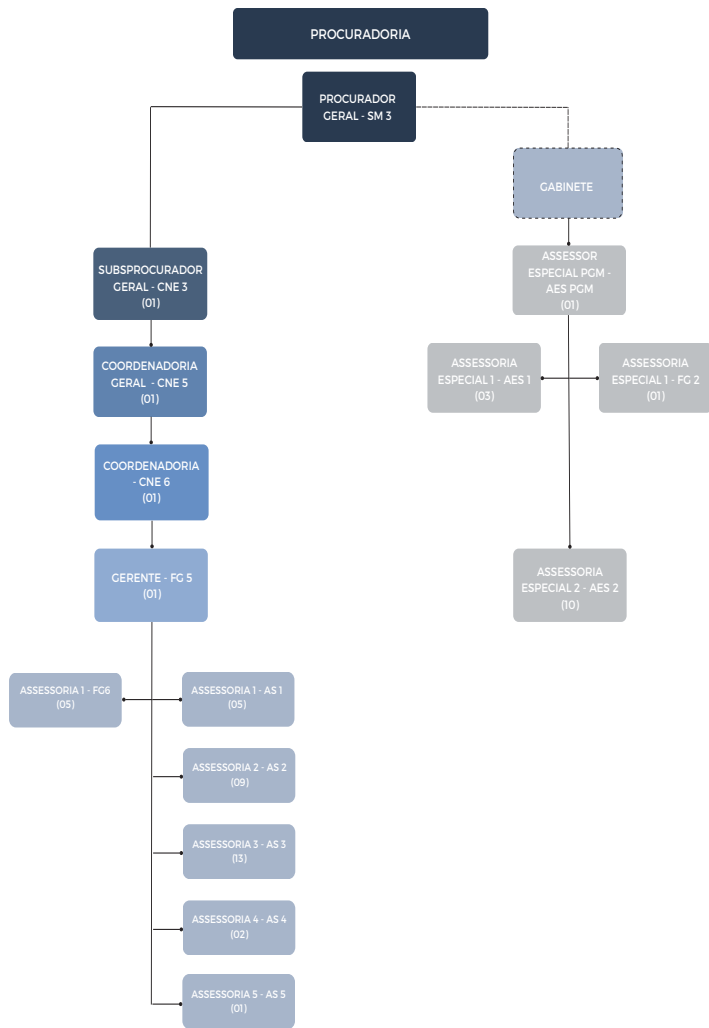 PROCURADORIA
PROCURADOR
GERAL - SM 3
GABINETE
SUBSPROCURADOR
GERAL - CNE 3
(01)
ASSESSOR
ESPECIAL PGM -
AES PGM
(01)
COORDENADORIA
GERAL - CNE 5
(01)
ASSESSORIA
ESPECIAL 1 - AES 1
(03)
ASSESSORIA
ESPECIAL 1 - FG 2
(01)
COORDENADORIA
- CNE 6
(01)
GERENTE - FG 5
(01)
ASSESSORIA
ESPECIAL 2 - AES 2
(10)
ASSESSORIA 1 - FG6
(05)
ASSESSORIA 1 - AS 1
(05)
ASSESSORIA 2 - AS 2
(09)
ASSESSORIA 3 - AS 3
(13)
ASSESSORIA 4 - AS 4
(02)
ASSESSORIA 5 - AS 5
(01)